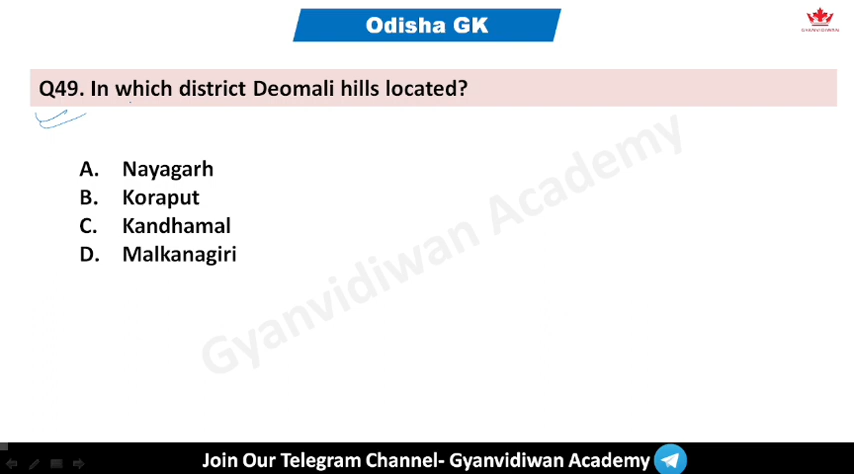 Odisha GK
GYANVIDIWAN
Q49. In which district Deomali hills located?
A. Nayagarh
B. Koraput
C. Kandhamal
D. Malkanagiri
Gyanvidiwan Academy
Join Our Telegram Channel- Gyanvidiwan Academy